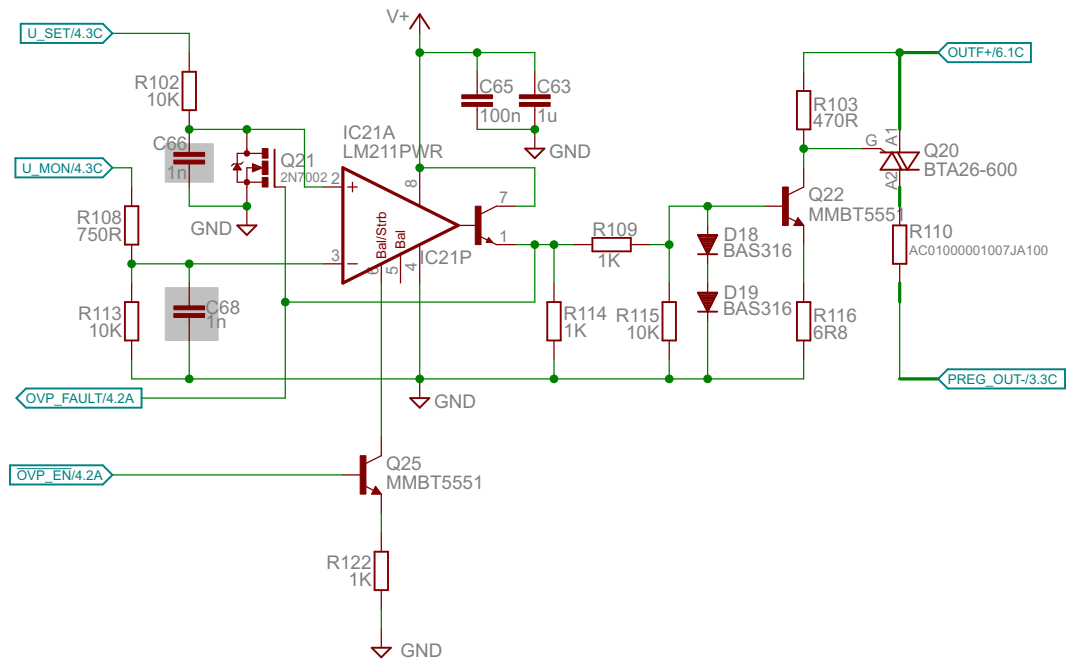 V+
U_SET/4.3C
OUTF+/6.1C
R102
10K
C65
100n
C63
1u
R103
470R
IC21A
LM211PWR
C66
1n
Q21
2N7002
GND
G
A1
A2
Q20
BTA26-600
U_MON/4.3C
2
+
8
7
Q22
MMBT5551
GND
R108
750R
Bal/Strb
Bal
1
R109
1K
D18
BAS316
R110
AC01000001007JA100
3
−
6
5
4
IC21P
R113
10K
C68
1n
R114
1K
R115
10K
D19
BAS316
R116
6R8
OVP_FAULT/4.2A
GND
PREG_OUT-/3.3C
OVP_EN/4.2A
Q25
MMBT5551
R122
1K
GND